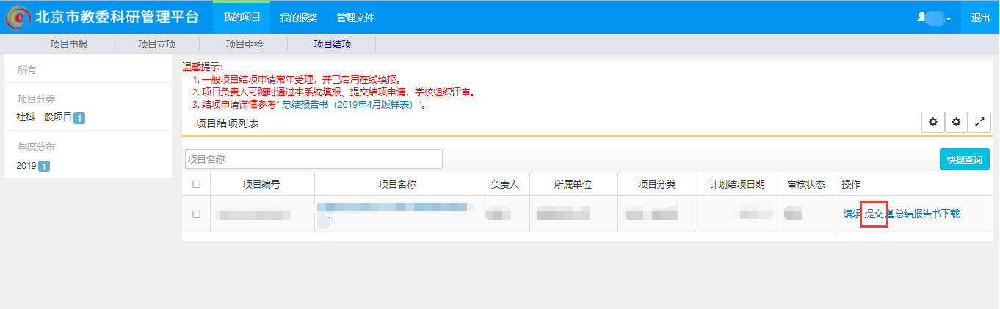 北京市教委科研管理平台 我的项目 我的报奖 管理文件 退出
项目申报 项目立项 项目中检 项目结项
所有
项目分类
社科一般项目 1
年度分布
2019 1
温馨提示：
1. 一般项目结项申请常年受理，并已启用在线填报。
2. 项目负责人可随时通过本系统填报、提交结项申请，学校组织评审。
3. 结项申请详情参考" 总结报告书（2019年4月版样表）"。
项目结项列表
项目名称
快捷查询
项目编号 项目名称 负责人 所属单位 项目分类 计划结项日期 审核状态 操作
编辑 提交 总结报告书下载